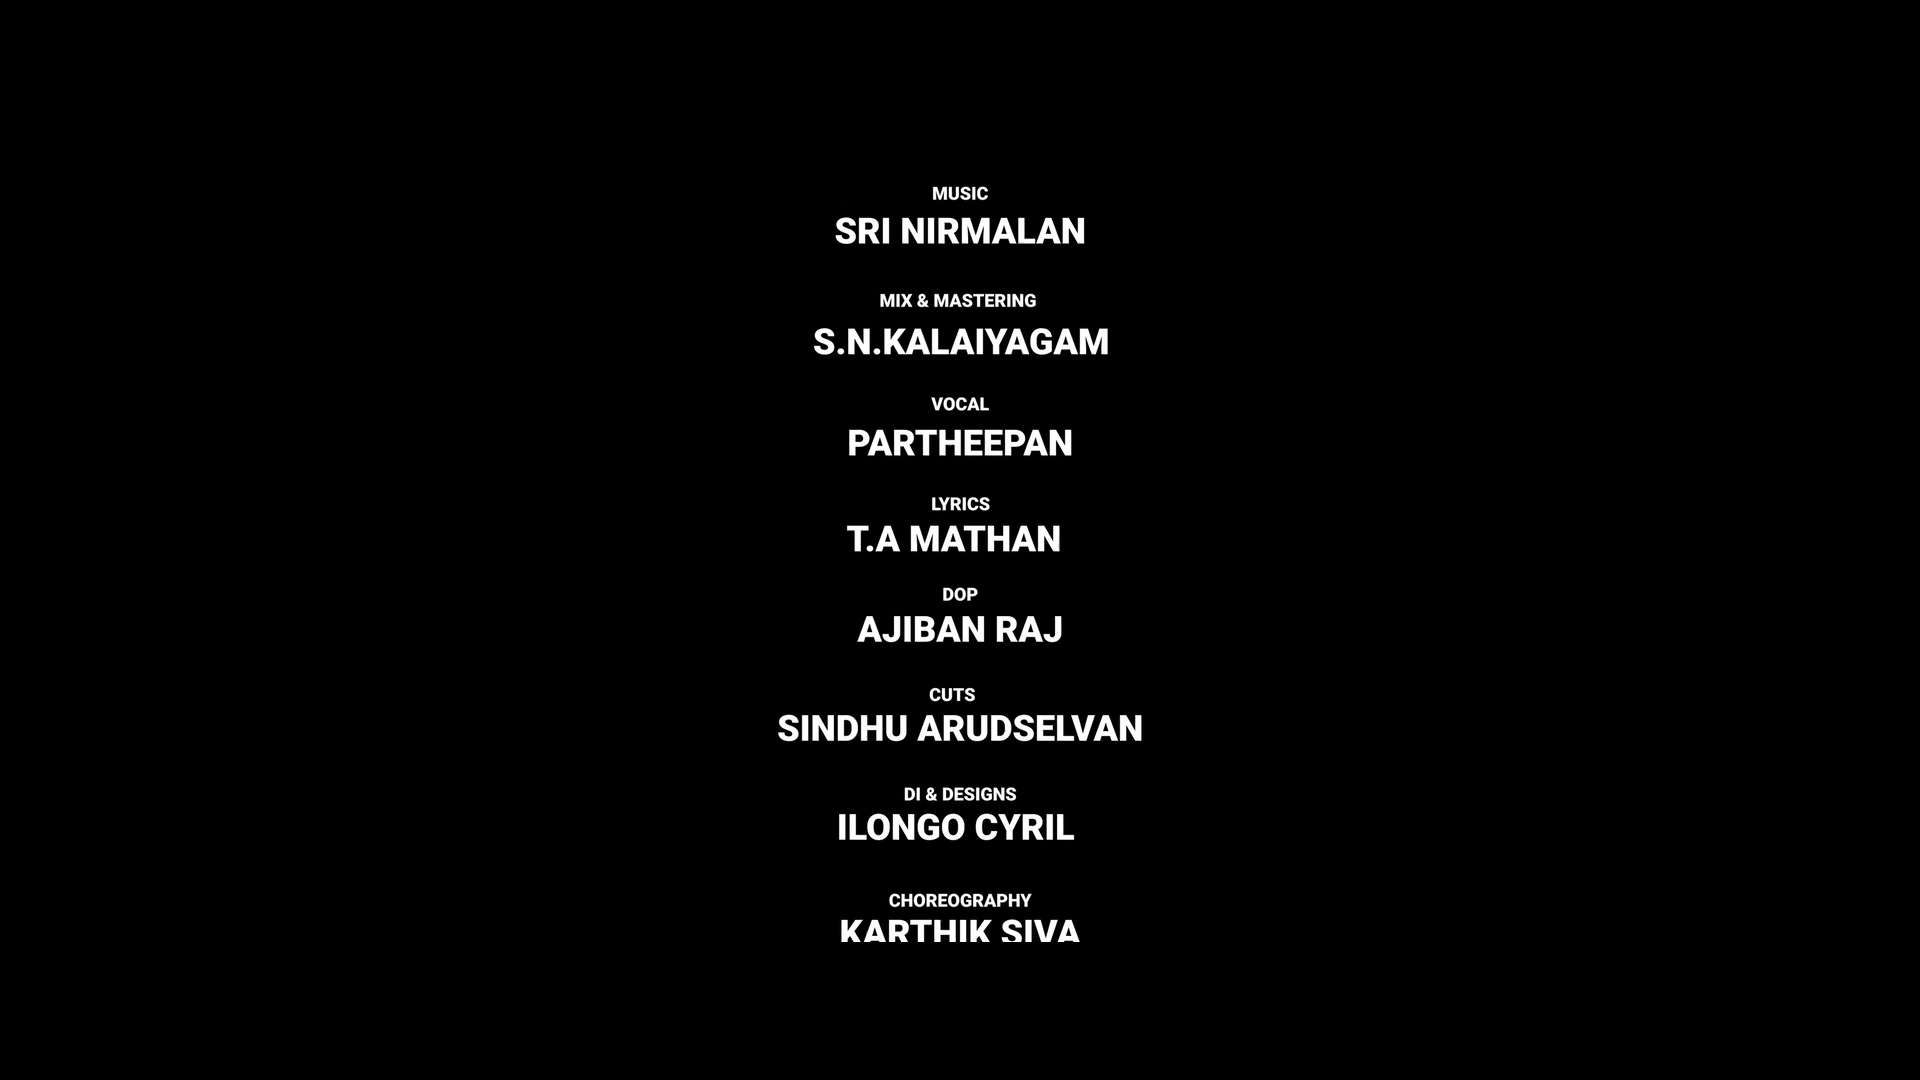 MUSIC
SRI NIRMALAN
MIX & MASTERING
S.N.KALAIYAGAM
VOCAL
PARTHEEPAN
LYRICS
T.A MATHAN
DOP
AJIBAN RAJ
CUTS
SINDHU ARUDSELVAN
DI & DESIGNS
ILONGO CYRIL
CHOREOGRAPHY
KARTHIK SIVA